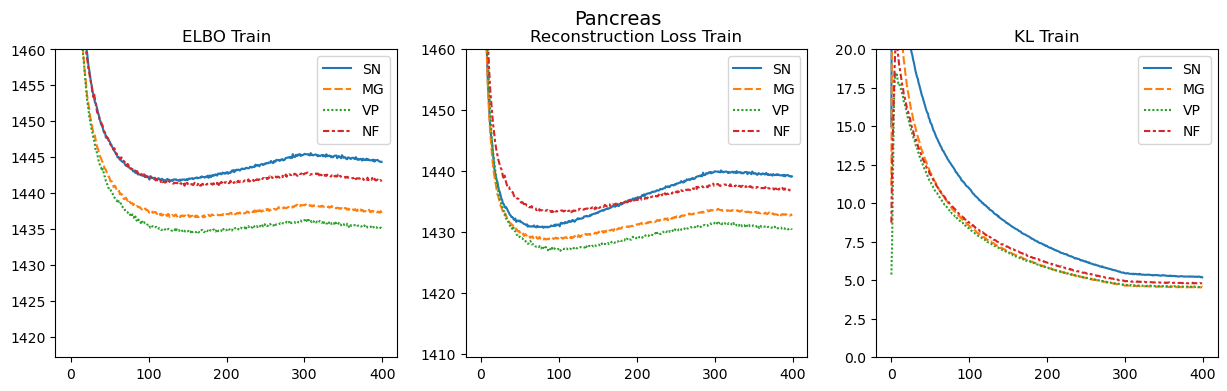 Pancreas
ELBO Train
1460
1455
1450
1445
1440
1435
1430
1425
1420
0
100
200
300
400
SN
MG
VP
NF
Reconstruction Loss Train
1460
1450
1440
1430
1420
1410
0
100
200
300
400
SN
MG
VP
NF
KL Train
20.0
17.5
15.0
12.5
10.0
7.5
5.0
2.5
0.0
0
100
200
300
400
SN
MG
VP
NF